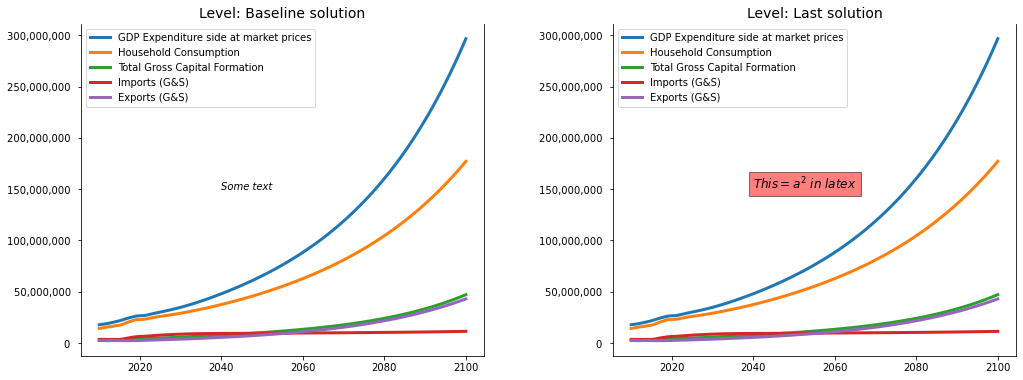 Level: Baseline solution
300,000,000
250,000,000
200,000,000
150,000,000
100,000,000
50,000,000
0
GDP Expenditure side at market prices
Household Consumption
Total Gross Capital Formation
Imports (G&S)
Exports (G&S)
Some text
2020 2040 2060 2080 2100
Level: Last solution
300,000,000
250,000,000
200,000,000
150,000,000
100,000,000
50,000,000
0
GDP Expenditure side at market prices
Household Consumption
Total Gross Capital Formation
Imports (G&S)
Exports (G&S)
This = a² in latex
2020 2040 2060 2080 2100